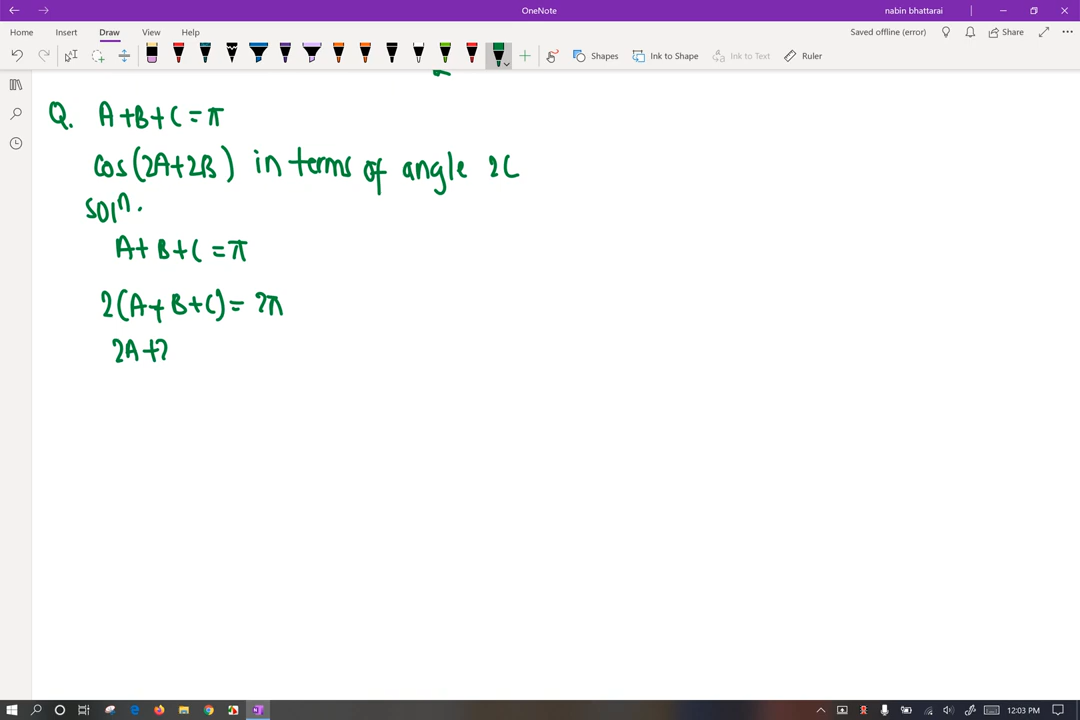 OneNote
nabin bhattarai
Home Insert Draw View Help
Saved offline (error)
Share
Shapes
Ink to Shape
Ink to Text
Ruler
Q. A+B+C=π
cos(2A+2B) in terms of angle 2C
solⁿ.
A+B+C=π
2(A+B+C)=2π
2A+2
12:03 PM